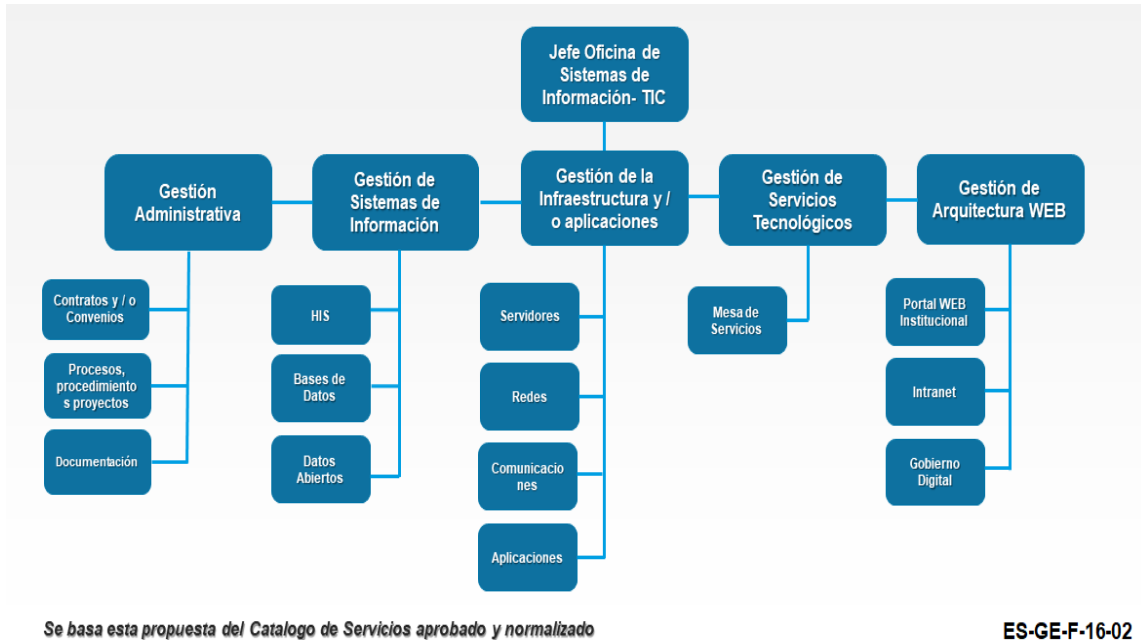 Jefe Oficina de
Sistemas de
Información- TIC
Gestión
Administrativa
Gestión de
Sistemas de
Información
Gestión de la
Infraestructura y /
o aplicaciones
Gestión de
Servicios
Tecnológicos
Gestión de
Arquitectura WEB
Contratos y / o
Convenios
Procesos,
procedimiento
s proyectos
Documentación
HIS
Bases de
Datos
Datos
Abiertos
Servidores
Redes
Comunicacio
nes
Aplicaciones
Mesa de
Servicios
Portal WEB
Institucional
Intranet
Gobierno
Digital
Se basa esta propuesta del Catalogo de Servicios aprobado y normalizado
ES-GE-F-16-02